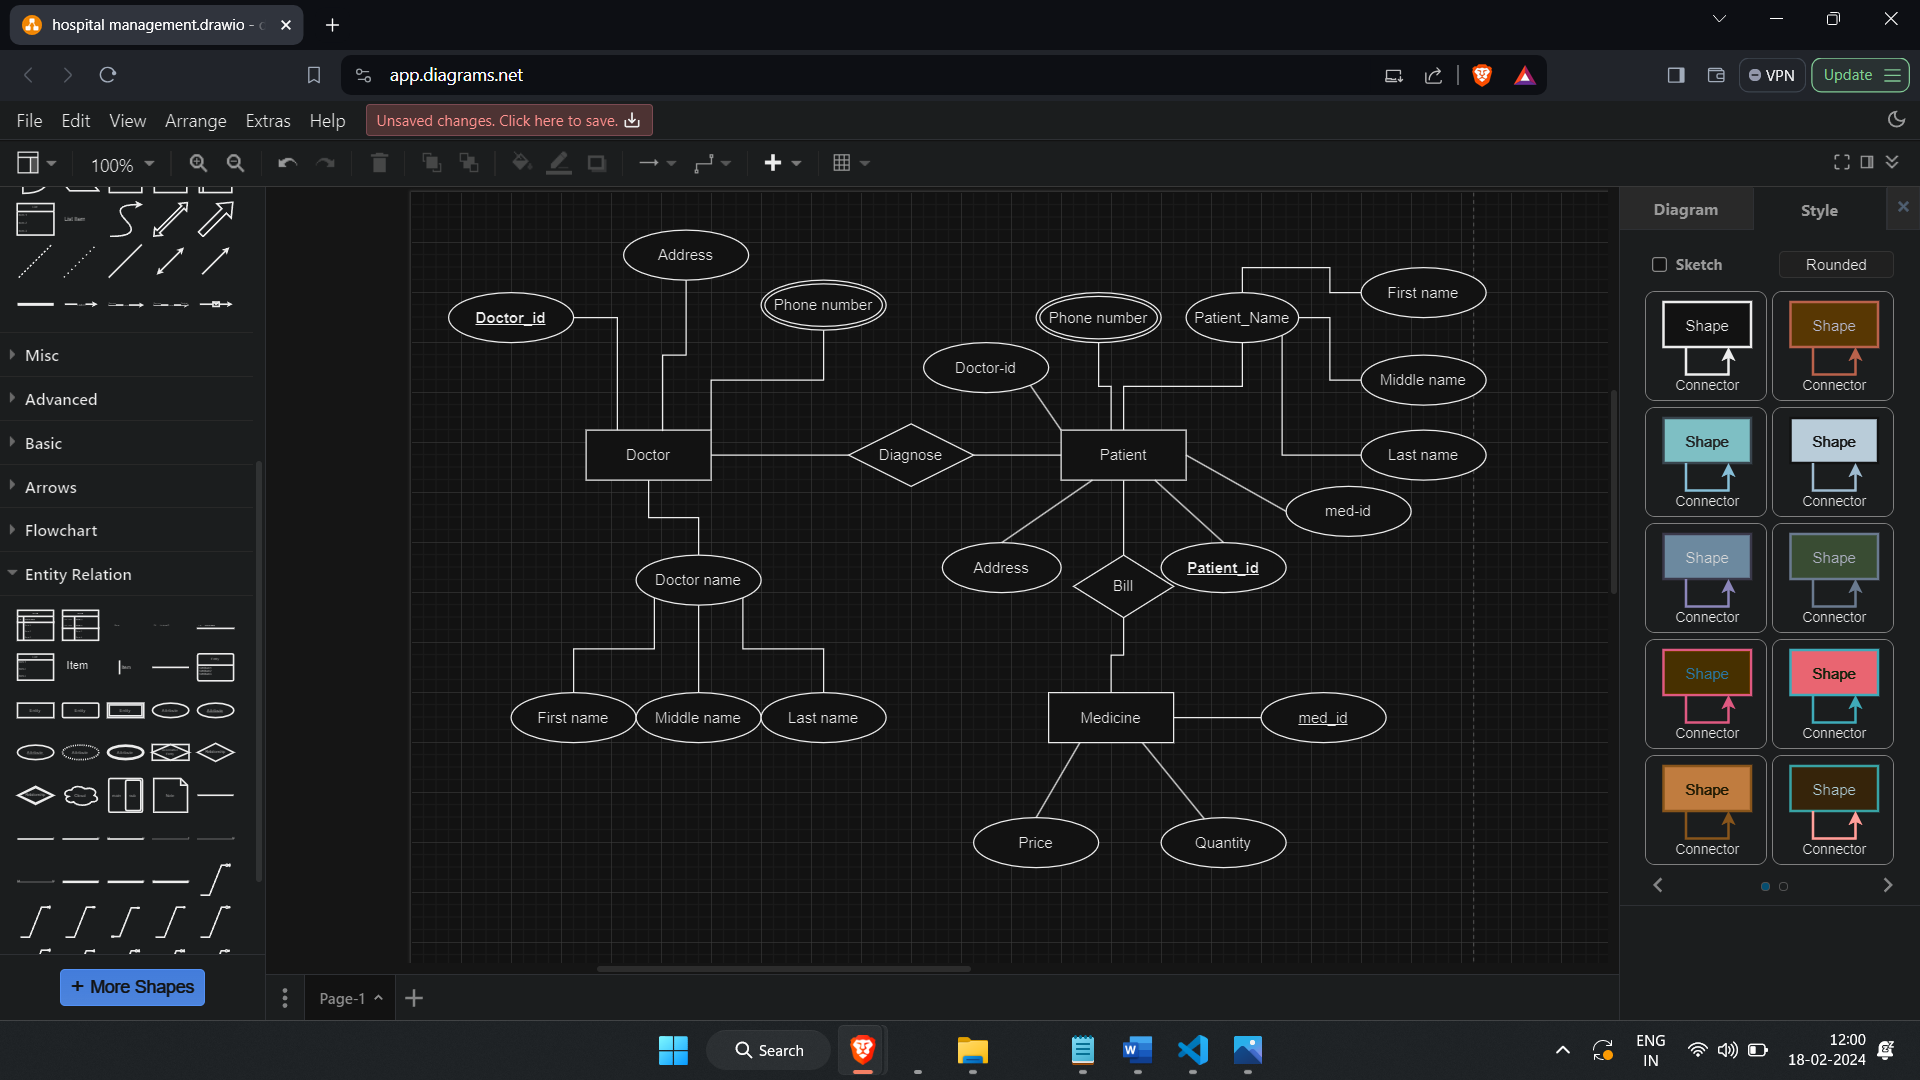 hospital management.drawio -
app.diagrams.net
VPN
Update
File Edit View Arrange Extras Help
Unsaved changes. Click here to save.
100%
List Item
Misc
Advanced
Basic
Arrows
Flowchart
Entity Relation
Item
+ More Shapes
Address
Doctor_id
Phone number
Phone number
Patient_Name
First name
Doctor-id
Middle name
Doctor
Diagnose
Patient
Last name
med-id
Address
Bill
Patient_id
Doctor name
First name
Middle name
Last name
Medicine
med_id
Price
Quantity
Diagram
Style
Sketch
Rounded
Shape
Connector
Shape
Connector
Shape
Connector
Shape
Connector
Shape
Connector
Shape
Connector
Shape
Connector
Shape
Connector
Shape
Connector
Shape
Connector
Page-1
Search
ENG
IN
12:00
18-02-2024